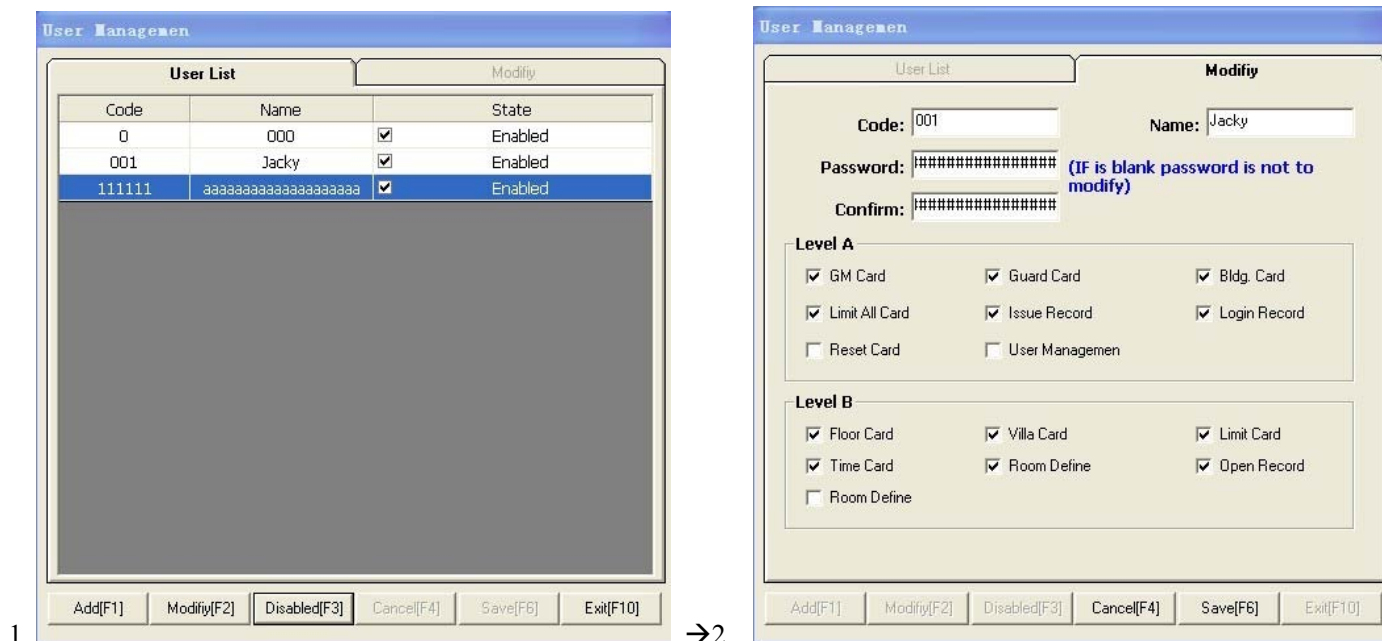 User Managemen
User List Modifiy
Code Name State
0 000 Enabled
001 Jacky Enabled
111111 aaaaaaaaaaaaaaaaaaaa Enabled
Add[F1] Modifiy[F2] Disabled[F3] Cancel[F4] Save[F6] Exit[F10]
1
→2
User Managemen
User List Modifiy
Code: 001 Name: Jacky
Password: ################ (IF is blank password is not to
modify)
Confirm: ################
Level A
GM Card Guard Card Bldg. Card
Limit All Card Issue Record Login Record
Reset Card User Managemen
Level B
Floor Card Villa Card Limit Card
Time Card Room Define Open Record
Room Define
Add[F1] Modifiy[F2] Disabled[F3] Cancel[F4] Save[F6] Exit[F10]